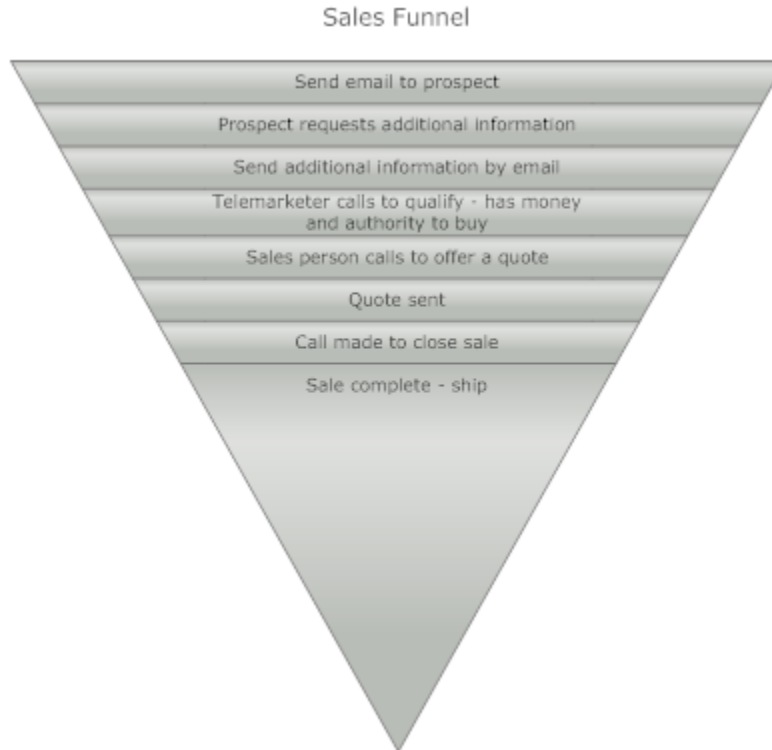 Sales Funnel
Send email to prospect
Prospect requests additional information
Send additional information by email
Telemarketer calls to qualify - has money
and authority to buy
Sales person calls to offer a quote
Quote sent
Call made to close sale
Sale complete - ship